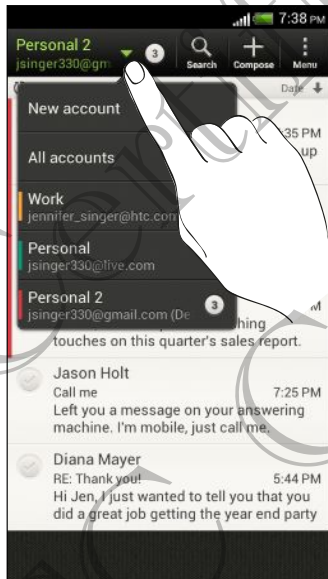 7:38 PM
Personal 2
jsinger330@gm
3
Search
Compose
Menu
Date
New account
:35 PM
up
All accounts
Work
jennifer_singer@htc.com
Personal
jsinger330@live.com
Personal 2
3
jsinger330@gmail.com (De
M
hing
touches on this quarter's sales report.
Jason Holt
Call me 7:25 PM
Left you a message on your answering
machine. I'm mobile, just call me.
Diana Mayer
RE: Thank you! 5:44 PM
Hi Jen, I just wanted to tell you that you
did a great job getting the year end party